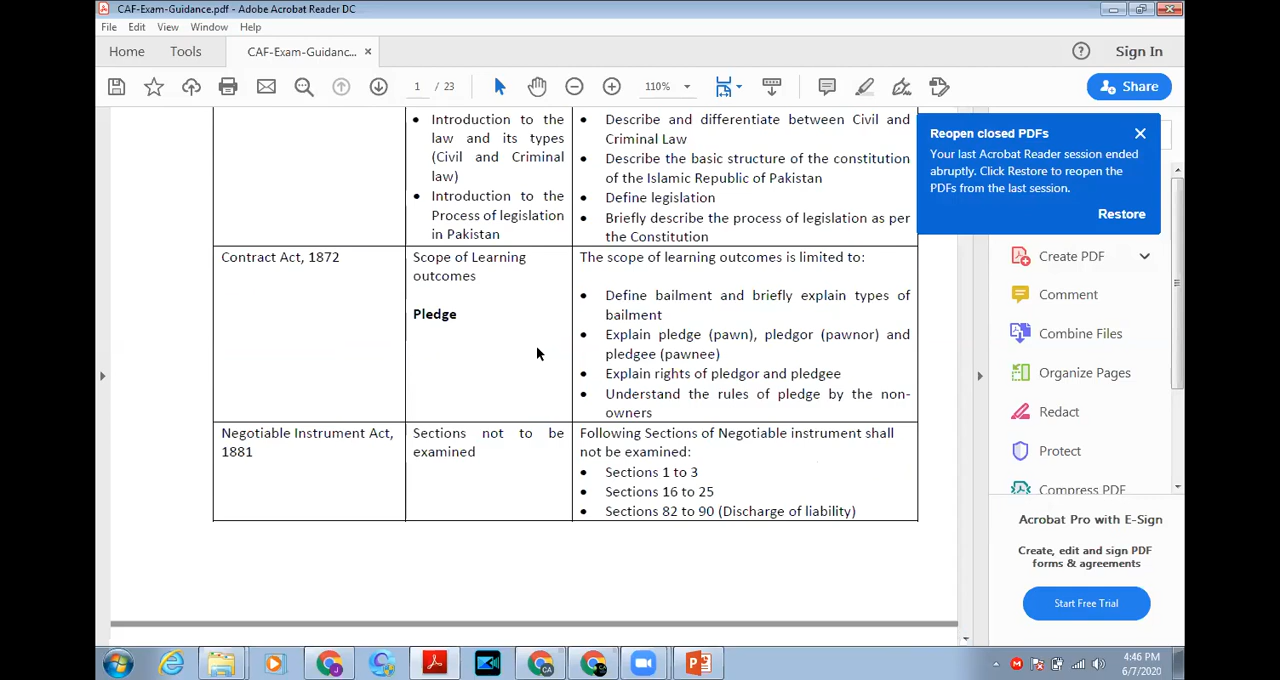 CAF-Exam-Guidance.pdf - Adobe Acrobat Reader DC
File Edit View Window Help
Home Tools CAF-Exam-Guidanc... × Sign In
1 / 23 110% Share
Introduction to the
law and its types
(Civil and Criminal
law)
Introduction to the
Process of legislation
in Pakistan
Describe and differentiate between Civil and
Criminal Law
Describe the basic structure of the constitution
of the Islamic Republic of Pakistan
Define legislation
Briefly describe the process of legislation as per
the Constitution
Contract Act, 1872
Scope of Learning
outcomes
Pledge
The scope of learning outcomes is limited to:
Define bailment and briefly explain types of
bailment
Explain pledge (pawn), pledgor (pawnor) and
pledgee (pawnee)
Explain rights of pledgor and pledgee
Understand the rules of pledge by the non-
owners
Negotiable Instrument Act,
1881
Sections not to be
examined
Following Sections of Negotiable instrument shall
not be examined:
Sections 1 to 3
Sections 16 to 25
Sections 82 to 90 (Discharge of liability)
Reopen closed PDFs
Your last Acrobat Reader session ended
abruptly. Click Restore to reopen the
PDFs from the last session.
Restore
Create PDF
Comment
Combine Files
Organize Pages
Redact
Protect
Compress PDF
Acrobat Pro with E-Sign
Create, edit and sign PDF
forms & agreements
Start Free Trial
4:46 PM
6/7/2020